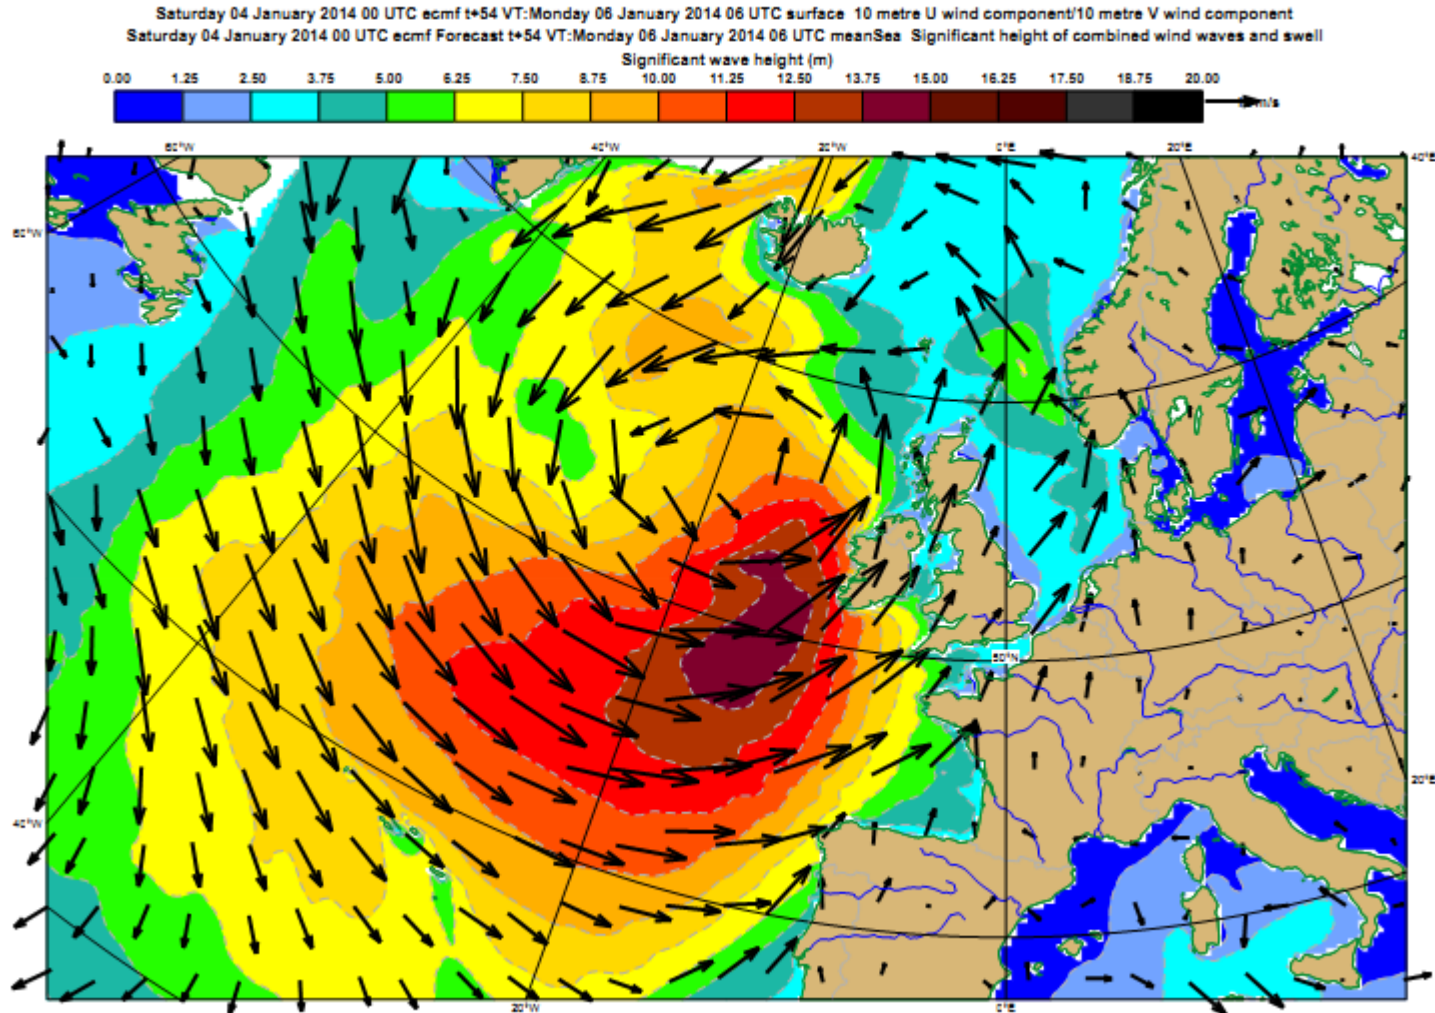 Saturday 04 January 2014 00 UTC ecmf t+54 VT:Monday 06 January 2014 06 UTC surface 10 metre U wind component/10 metre V wind component
Saturday 04 January 2014 00 UTC ecmf Forecast t+54 VT:Monday 06 January 2014 06 UTC meanSea Significant height of combined wind waves and swell
Significant wave height (m)
0.00 1.25 2.50 3.75 5.00 6.25 7.50 8.75 10.00 11.25 12.50 13.75 15.00 16.25 17.50 18.75 20.00
m/s
60°W 40°W 20°W 0°E 20°E 40°E
60°W
50°N
20°E
40°W
20°W 0°E